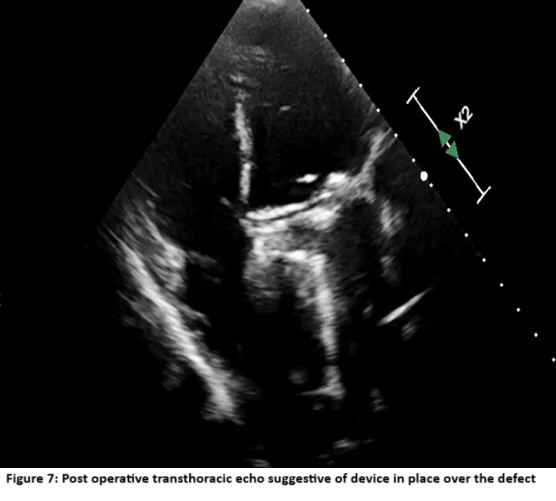 X2
Figure 7: Post operative transthoracic echo suggestive of device in place over the defect